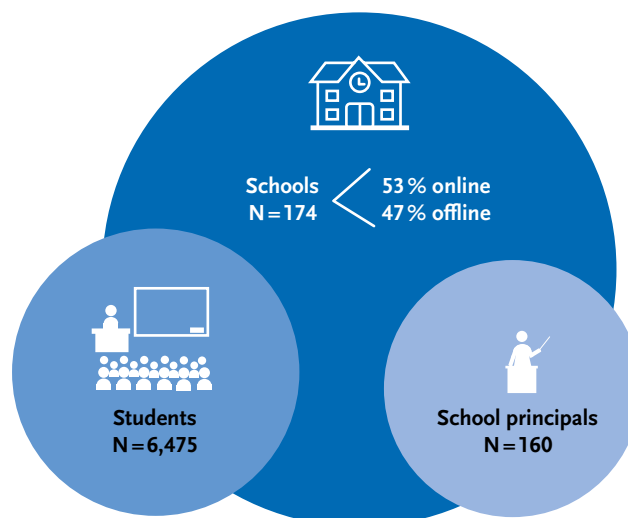 Schools
N = 174
53 % online
47 % offline
Students
N = 6,475
School principals
N = 160